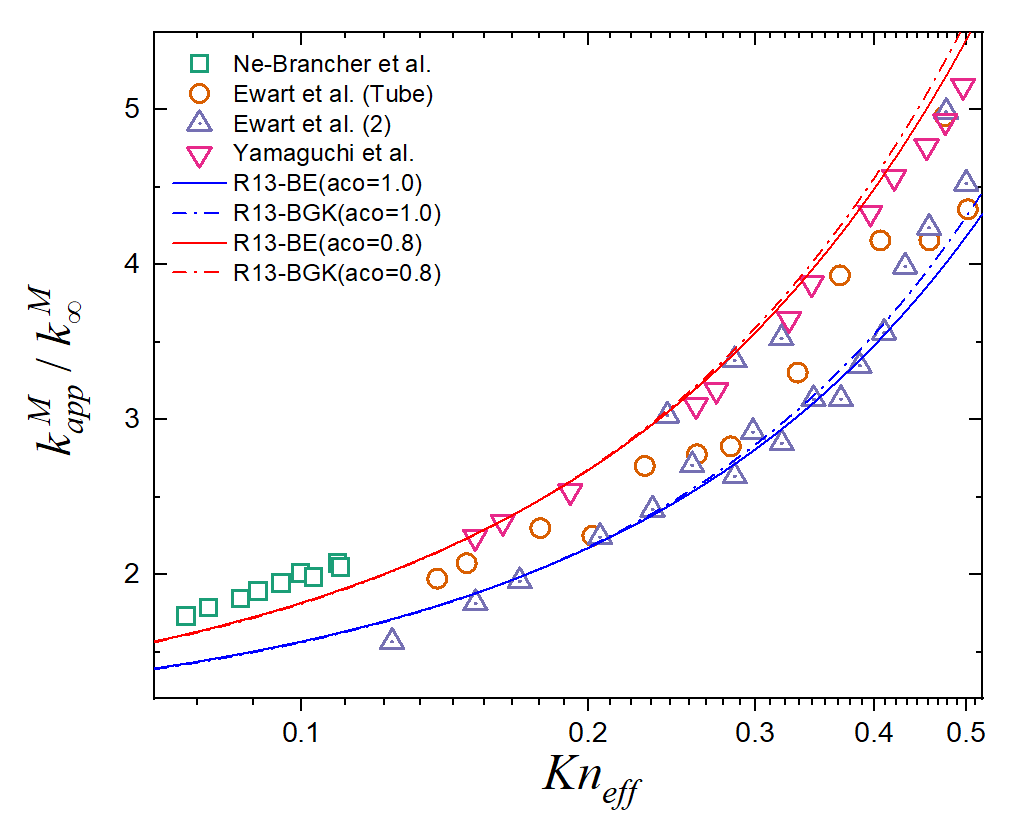 Ne-Brancher et al.
Ewart et al. (Tube)
Ewart et al. (2)
Yamaguchi et al.
R13-BE(aco=1.0)
R13-BGK(aco=1.0)
R13-BE(aco=0.8)
R13-BGK(aco=0.8)
5
4
3
2
k_app^M / k_∞^M
0.1 0.2 0.3 0.4 0.5
Kn_eff